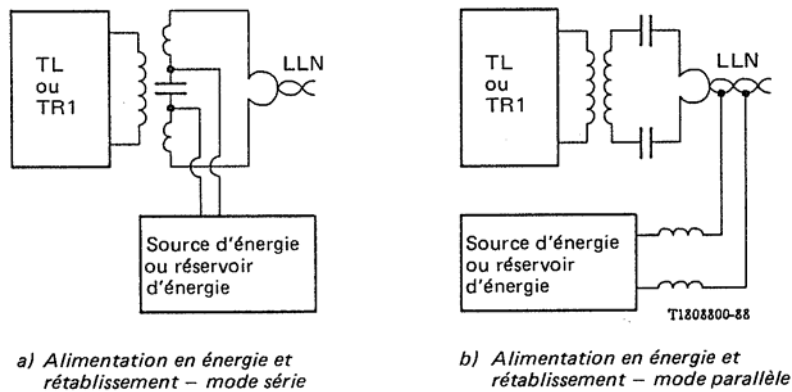 TL
ou
TR1
LLN
Source d'énergie
ou réservoir
d'énergie
a) Alimentation en énergie et
rétablissement – mode série
TL
ou
TR1
LLN
Source d'énergie
ou réservoir
d'énergie
T1808800-88
b) Alimentation en énergie et
rétablissement – mode parallèle